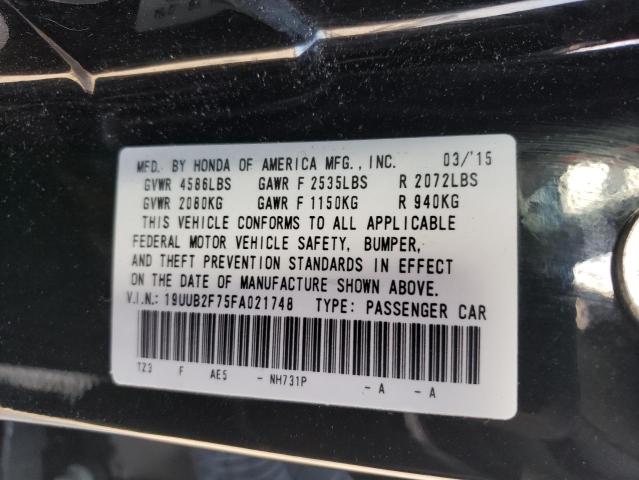 MFD. BY HONDA OF AMERICA MFG., INC. 03/'15
GVWR 4586LBS GAWR F 2535LBS R 2072LBS
GVWR 2080KG GAWR F 1150KG R 940KG
THIS VEHICLE CONFORMS TO ALL APPLICABLE
FEDERAL MOTOR VEHICLE SAFETY, BUMPER,
AND THEFT PREVENTION STANDARDS IN EFFECT
ON THE DATE OF MANUFACTURE SHOWN ABOVE.
V.I.N.: 19UUB2F75FA021748 TYPE: PASSENGER CAR
TZ3 F AE5 - NH731P - A - A